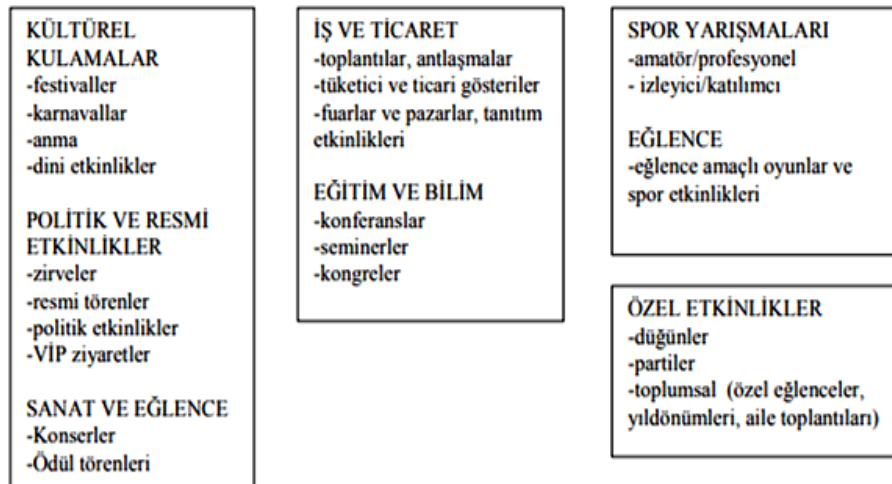 KÜLTÜREL
KULAMALAR
-festivaller
-karnavallar
-anma
-dini etkinlikler
POLİTİK VE RESMİ
ETKİNLİKLER
-zirveler
-resmi törenler
-politik etkinlikler
-VİP ziyaretler
SANAT VE EĞLENCE
-Konserler
-Ödül törenleri
İŞ VE TİCARET
-toplantılar, antlaşmalar
-tüketici ve ticari gösteriler
-fuarlar ve pazarlar, tanıtım
etkinlikleri
EĞİTİM VE BİLİM
-konferanslar
-seminerler
-kongreler
SPOR YARIŞMALARI
-amatör/profesyonel
- izleyici/katılımcı
EĞLENCE
-eğlence amaçlı oyunlar ve
spor etkinlikleri
ÖZEL ETKİNLİKLER
-düğünler
-partiler
-toplumsal (özel eğlenceler,
yıldönümleri, aile toplantıları)